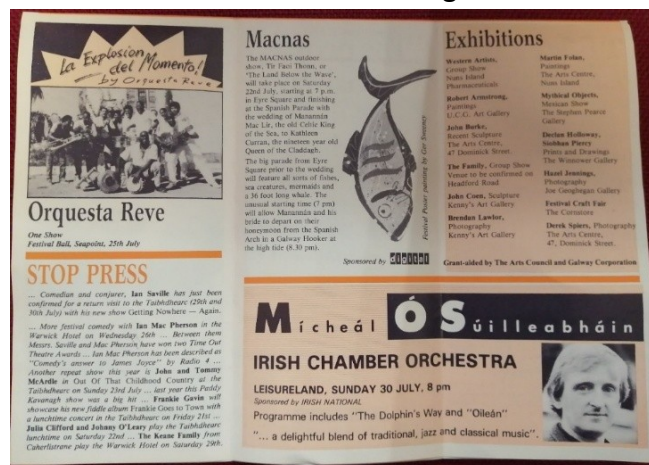 La Explosion
del Momento!
by Orquesta Reve
Orquesta Reve
One Show
Festival Ball, Seapoint, 25th July
STOP PRESS
... Comedian and conjurer, Ian Saville has just been
confirmed for a return visit to the Taibhdhearc (29th and
30th July) with his new show Getting Nowhere — Again.
... More festival comedy with Ian Mac Pherson in the
Warwick Hotel on Wednesday 26th ... Between them
Messrs. Saville and Mac Pherson have won two Time Out
Theatre Awards ... Ian Mac Pherson has been described as
"Comedy's answer to James Joyce" by Radio 4 ...
Another repeat show this year is John and Tommy
McArdle in Out Of That Childhood Country at the
Taibhdhearc on Sunday 23rd July ... last year this Paddy
Kavanagh show was a big hit ... Frankie Gavin will
showcase his new fiddle album Frankie Goes to Town with
a lunchtime concert in the Taibhdhearc on Friday 21st ...
Julia Clifford and Johnny O'Leary play the Taibhdhearc
lunchtime on Saturday 22nd ... The Keane Family from
Caherlistrane play the Warwick Hotel on Saturday 29th.
Macnas
The MACNAS outdoor
show, Tir Faoi Thonn, or
'The Land Below the Wave',
will take place on Saturday
22nd July, starting at 7 p.m.
in Eyre Square and finishing
at the Spanish Parade with
the wedding of Manannán
Mac Lir, the old Celtic King
of the Sea, to Kathleen
Curran, the nineteen year old
Queen of the Claddagh.
The big parade from Eyre
Square prior to the wedding
will feature all sorts of fishes,
sea creatures, mermaids and
a 36 foot long whale. The
unusual starting time (7 pm)
will allow Manannán and his
bride to depart on their
honeymoon from the Spanish
Arch in a Galway Hooker at
the high tide (8.30 pm).
Festival Poster painting by Ger Sweeney
Sponsored by digital
Exhibitions
Western Artists,
Group Show
Nuns Island
Pharmaceuticals
Robert Armstrong,
Paintings
U.C.G. Art Gallery
John Burke,
Recent Sculpture
The Arts Centre,
47 Dominick Street.
The Family, Group Show
Venue to be confirmed on
Headford Road
John Coen, Sculpture
Kenny's Art Gallery
Brendan Lawlor,
Photography
Kenny's Art Gallery
Martin Folan,
Paintings
The Arts Centre,
Nuns Island
Mythical Objects,
Mexican Show
The Stephen Pearce
Gallery
Declan Holloway,
Siobhan Piercy
Prints and Drawings
The Winstower Gallery
Hazel Jennings,
Photography
Joe Geoghegan Gallery
Festival Craft Fair
The Cornstore
Derek Spiers, Photography
The Arts Centre,
47, Dominick Street.
Grant-aided by The Arts Council and Galway Corporation
Mícheál Ó Súilleabháin
IRISH CHAMBER ORCHESTRA
LEISURELAND, SUNDAY 30 JULY, 8 pm
Sponsored by IRISH NATIONAL
Programme includes "The Dolphin's Way and "Oileán"
"... a delightful blend of traditional, jazz and classical music".